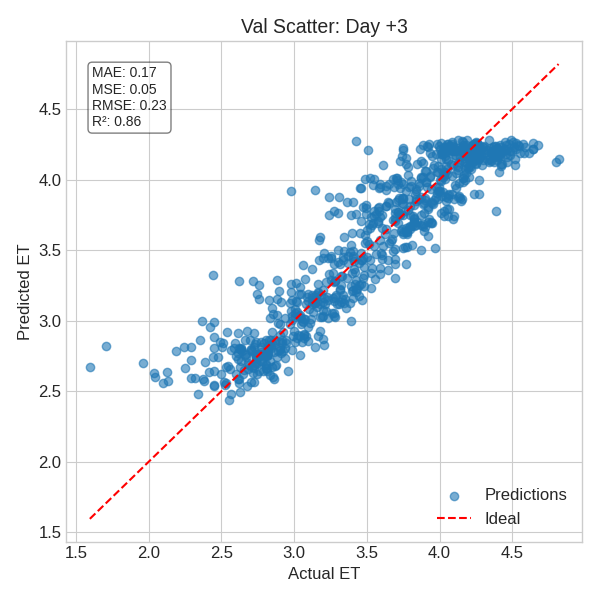 Val Scatter: Day +3
MAE: 0.17
MSE: 0.05
RMSE: 0.23
R²: 0.86
4.5
4.0
3.5
3.0
2.5
2.0
1.5
Predicted ET
Predictions
Ideal
1.5 2.0 2.5 3.0 3.5 4.0 4.5
Actual ET